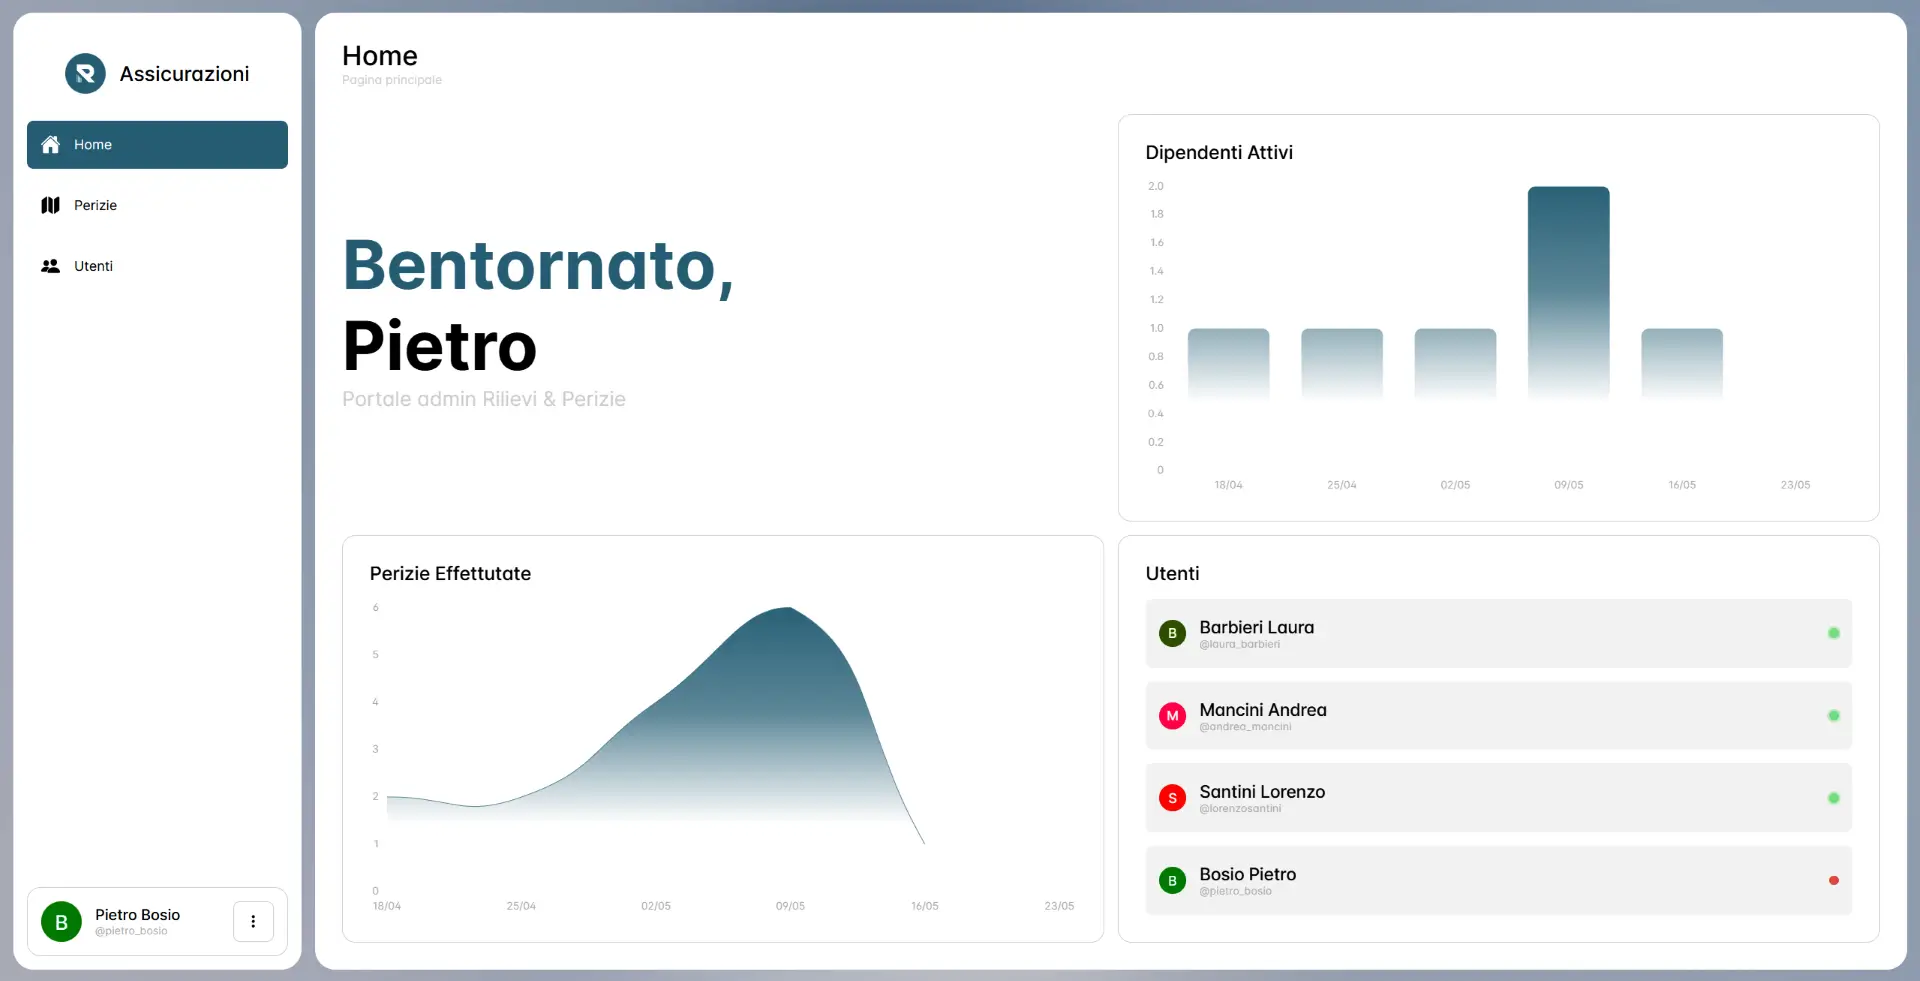 Assicurazioni
Home
Perizie
Utenti
B
Pietro Bosio
@pietro_bosio
Home
Pagina principale
Bentornato,
Pietro
Portale admin Rilievi & Perizie
Dipendenti Attivi
2.0
1.8
1.6
1.4
1.2
1.0
0.8
0.6
0.4
0.2
0
18/04 25/04 02/05 09/05 16/05 23/05
Perizie Effettutate
6
5
4
3
2
1
0
18/04 25/04 02/05 09/05 16/05 23/05
Utenti
B
Barbieri Laura
@laura_barbieri
M
Mancini Andrea
@andrea_mancini
S
Santini Lorenzo
@lorenzosantini
B
Bosio Pietro
@pietro_bosio